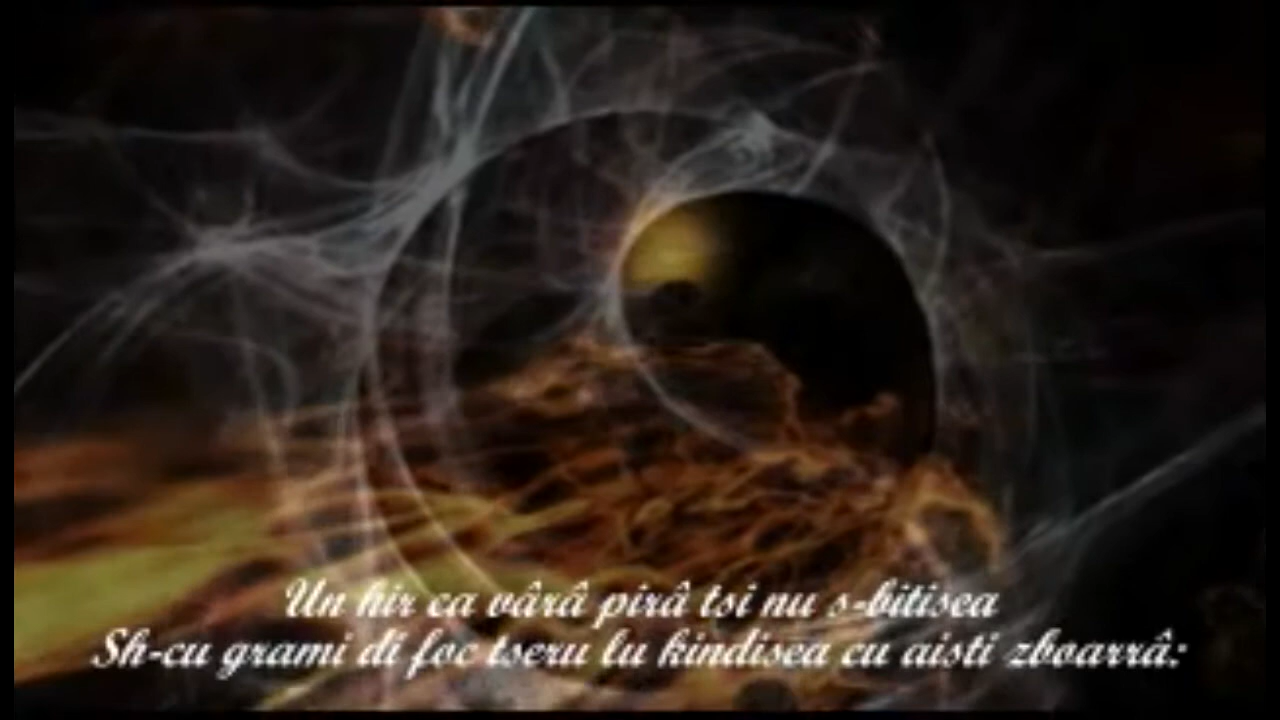 Un hir ca vârâ pirâ tsi nu s-bitisea
Sh-cu grami di foc tseru lu kindisea cu aisti zboarrâ: